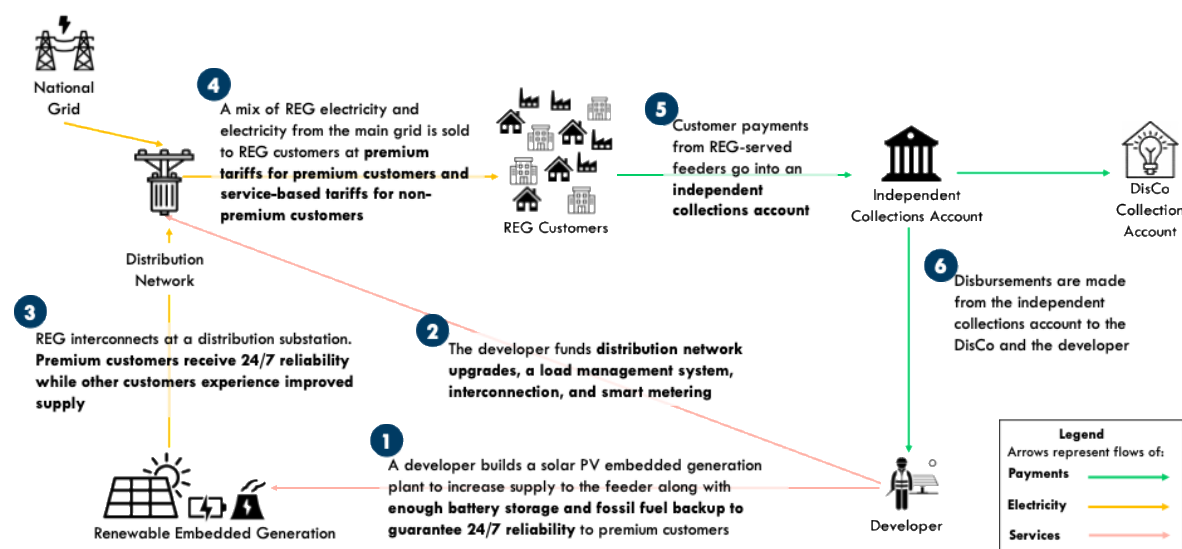 National
Grid
4
A mix of REG electricity and
electricity from the main grid is sold
to REG customers at premium
tariffs for premium customers and
service-based tariffs for non-
premium customers
REG Customers
5
Customer payments
from REG-served
feeders go into an
independent
collections account
Independent
Collections Account
DisCo
Collection
Account
Distribution
Network
6
Disbursements are made
from the independent
collections account to the
DisCo and the developer
3
REG interconnects at a distribution substation.
Premium customers receive 24/7 reliability
while other customers experience improved
supply
2
The developer funds distribution network
upgrades, a load management system,
interconnection, and smart metering
1
A developer builds a solar PV embedded generation
plant to increase supply to the feeder along with
enough battery storage and fossil fuel backup to
guarantee 24/7 reliability to premium customers
Renewable Embedded Generation
Developer
Legend
Arrows represent flows of:
Payments
Electricity
Services